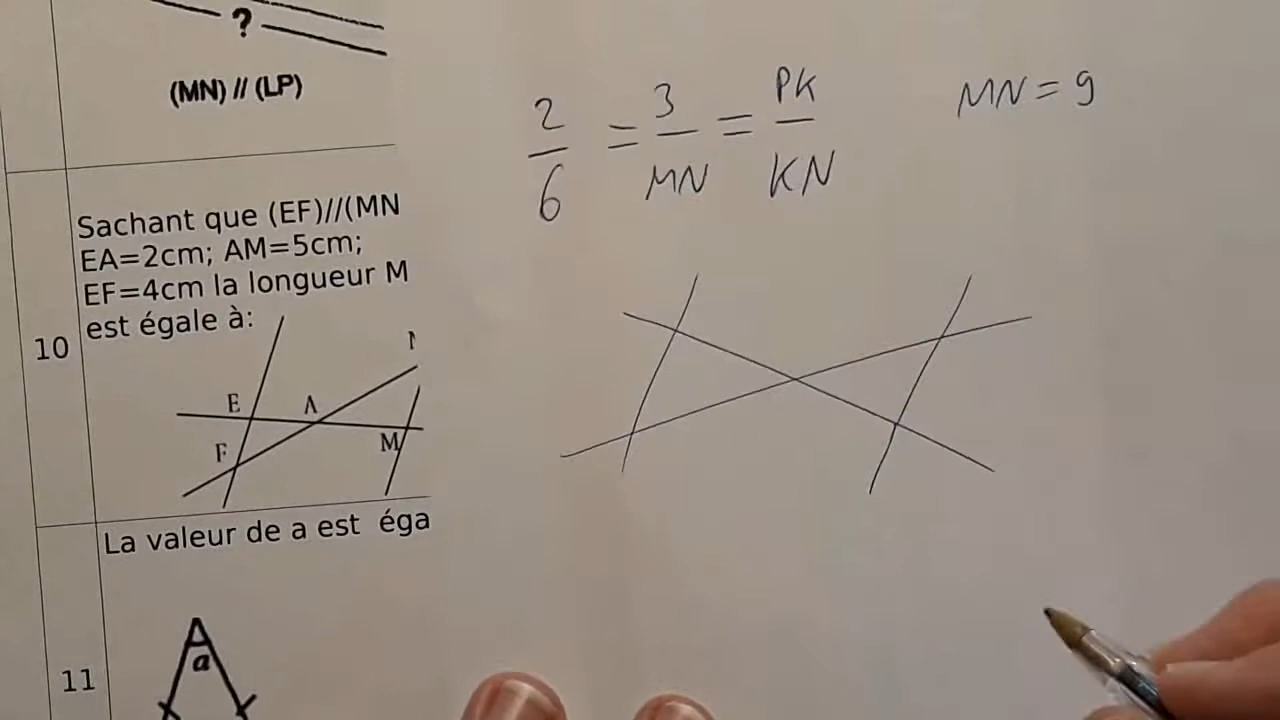 ?
(MN) // (LP)
2/6 = 3/MN = PK/KN
MN = 9
10
Sachant que (EF)//(MN
EA=2cm; AM=5cm;
EF=4cm la longueur M
est égale à:
E
A
F
M
La valeur de a est éga
11
a